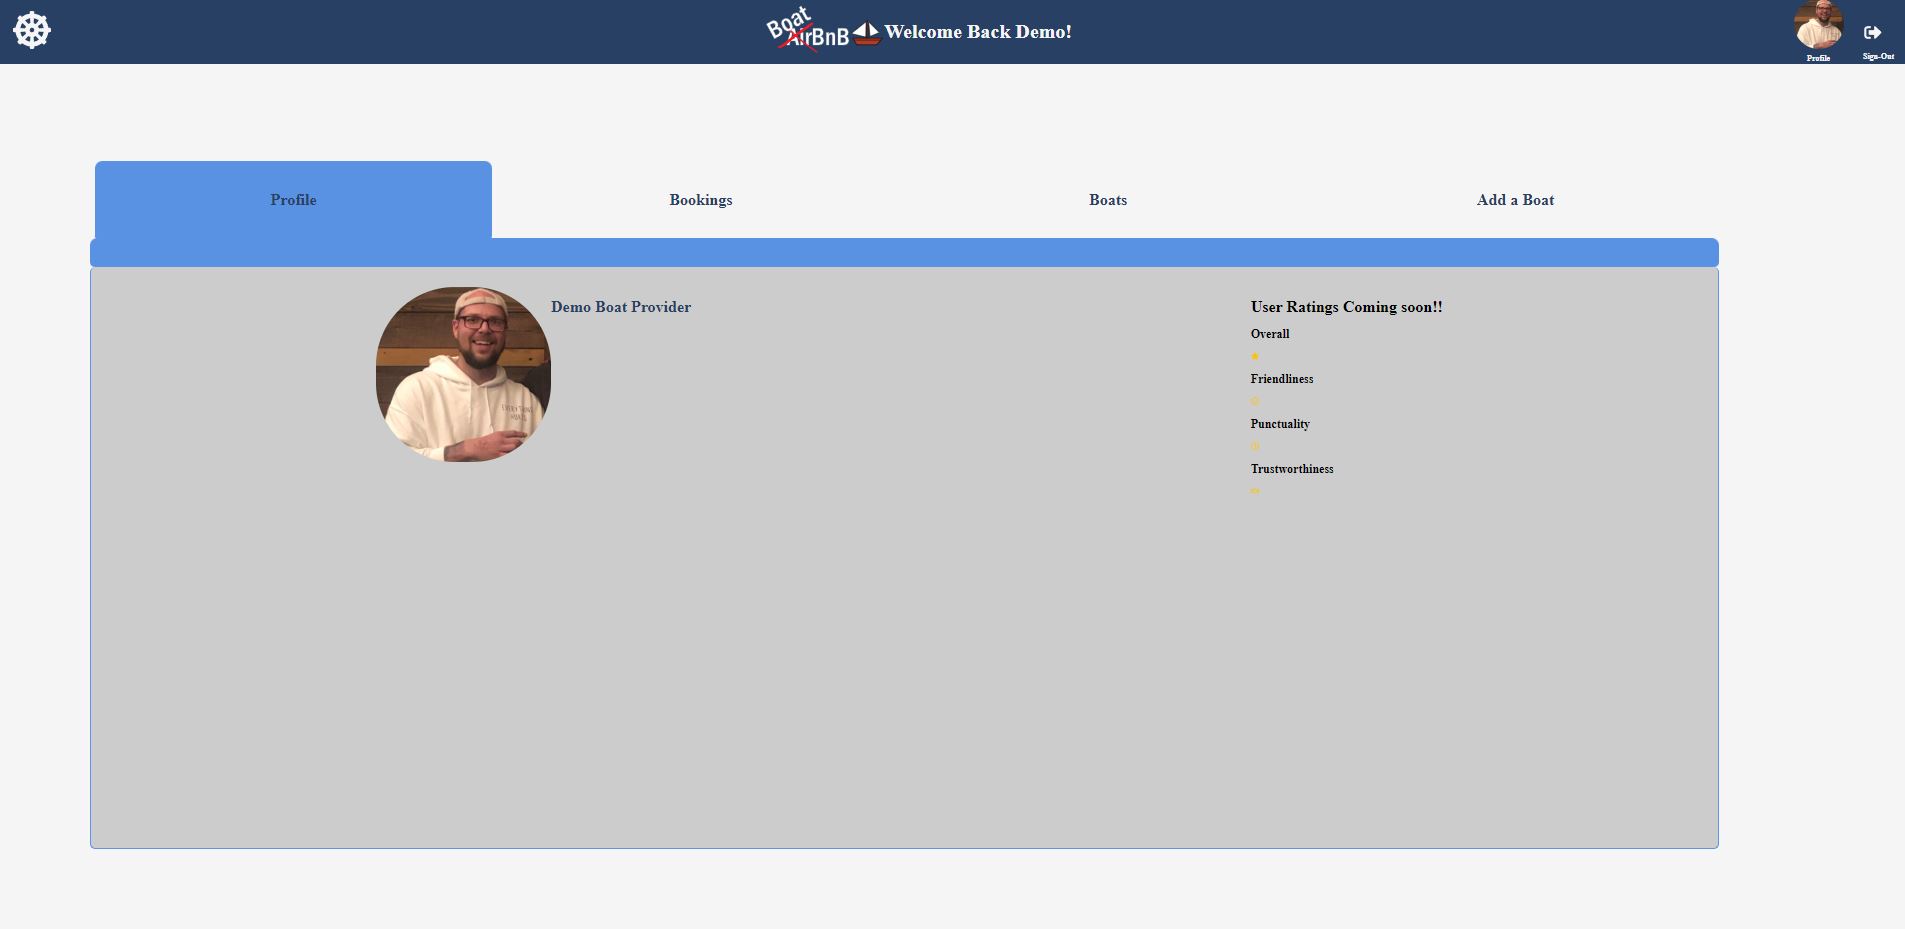 Boat
AirBnB
Welcome Back Demo!
Profile
Sign-Out
Profile
Bookings
Boats
Add a Boat
Demo Boat Provider
User Ratings Coming soon!!
Overall
Friendliness
Punctuality
Trustworthiness
EVERYTHING